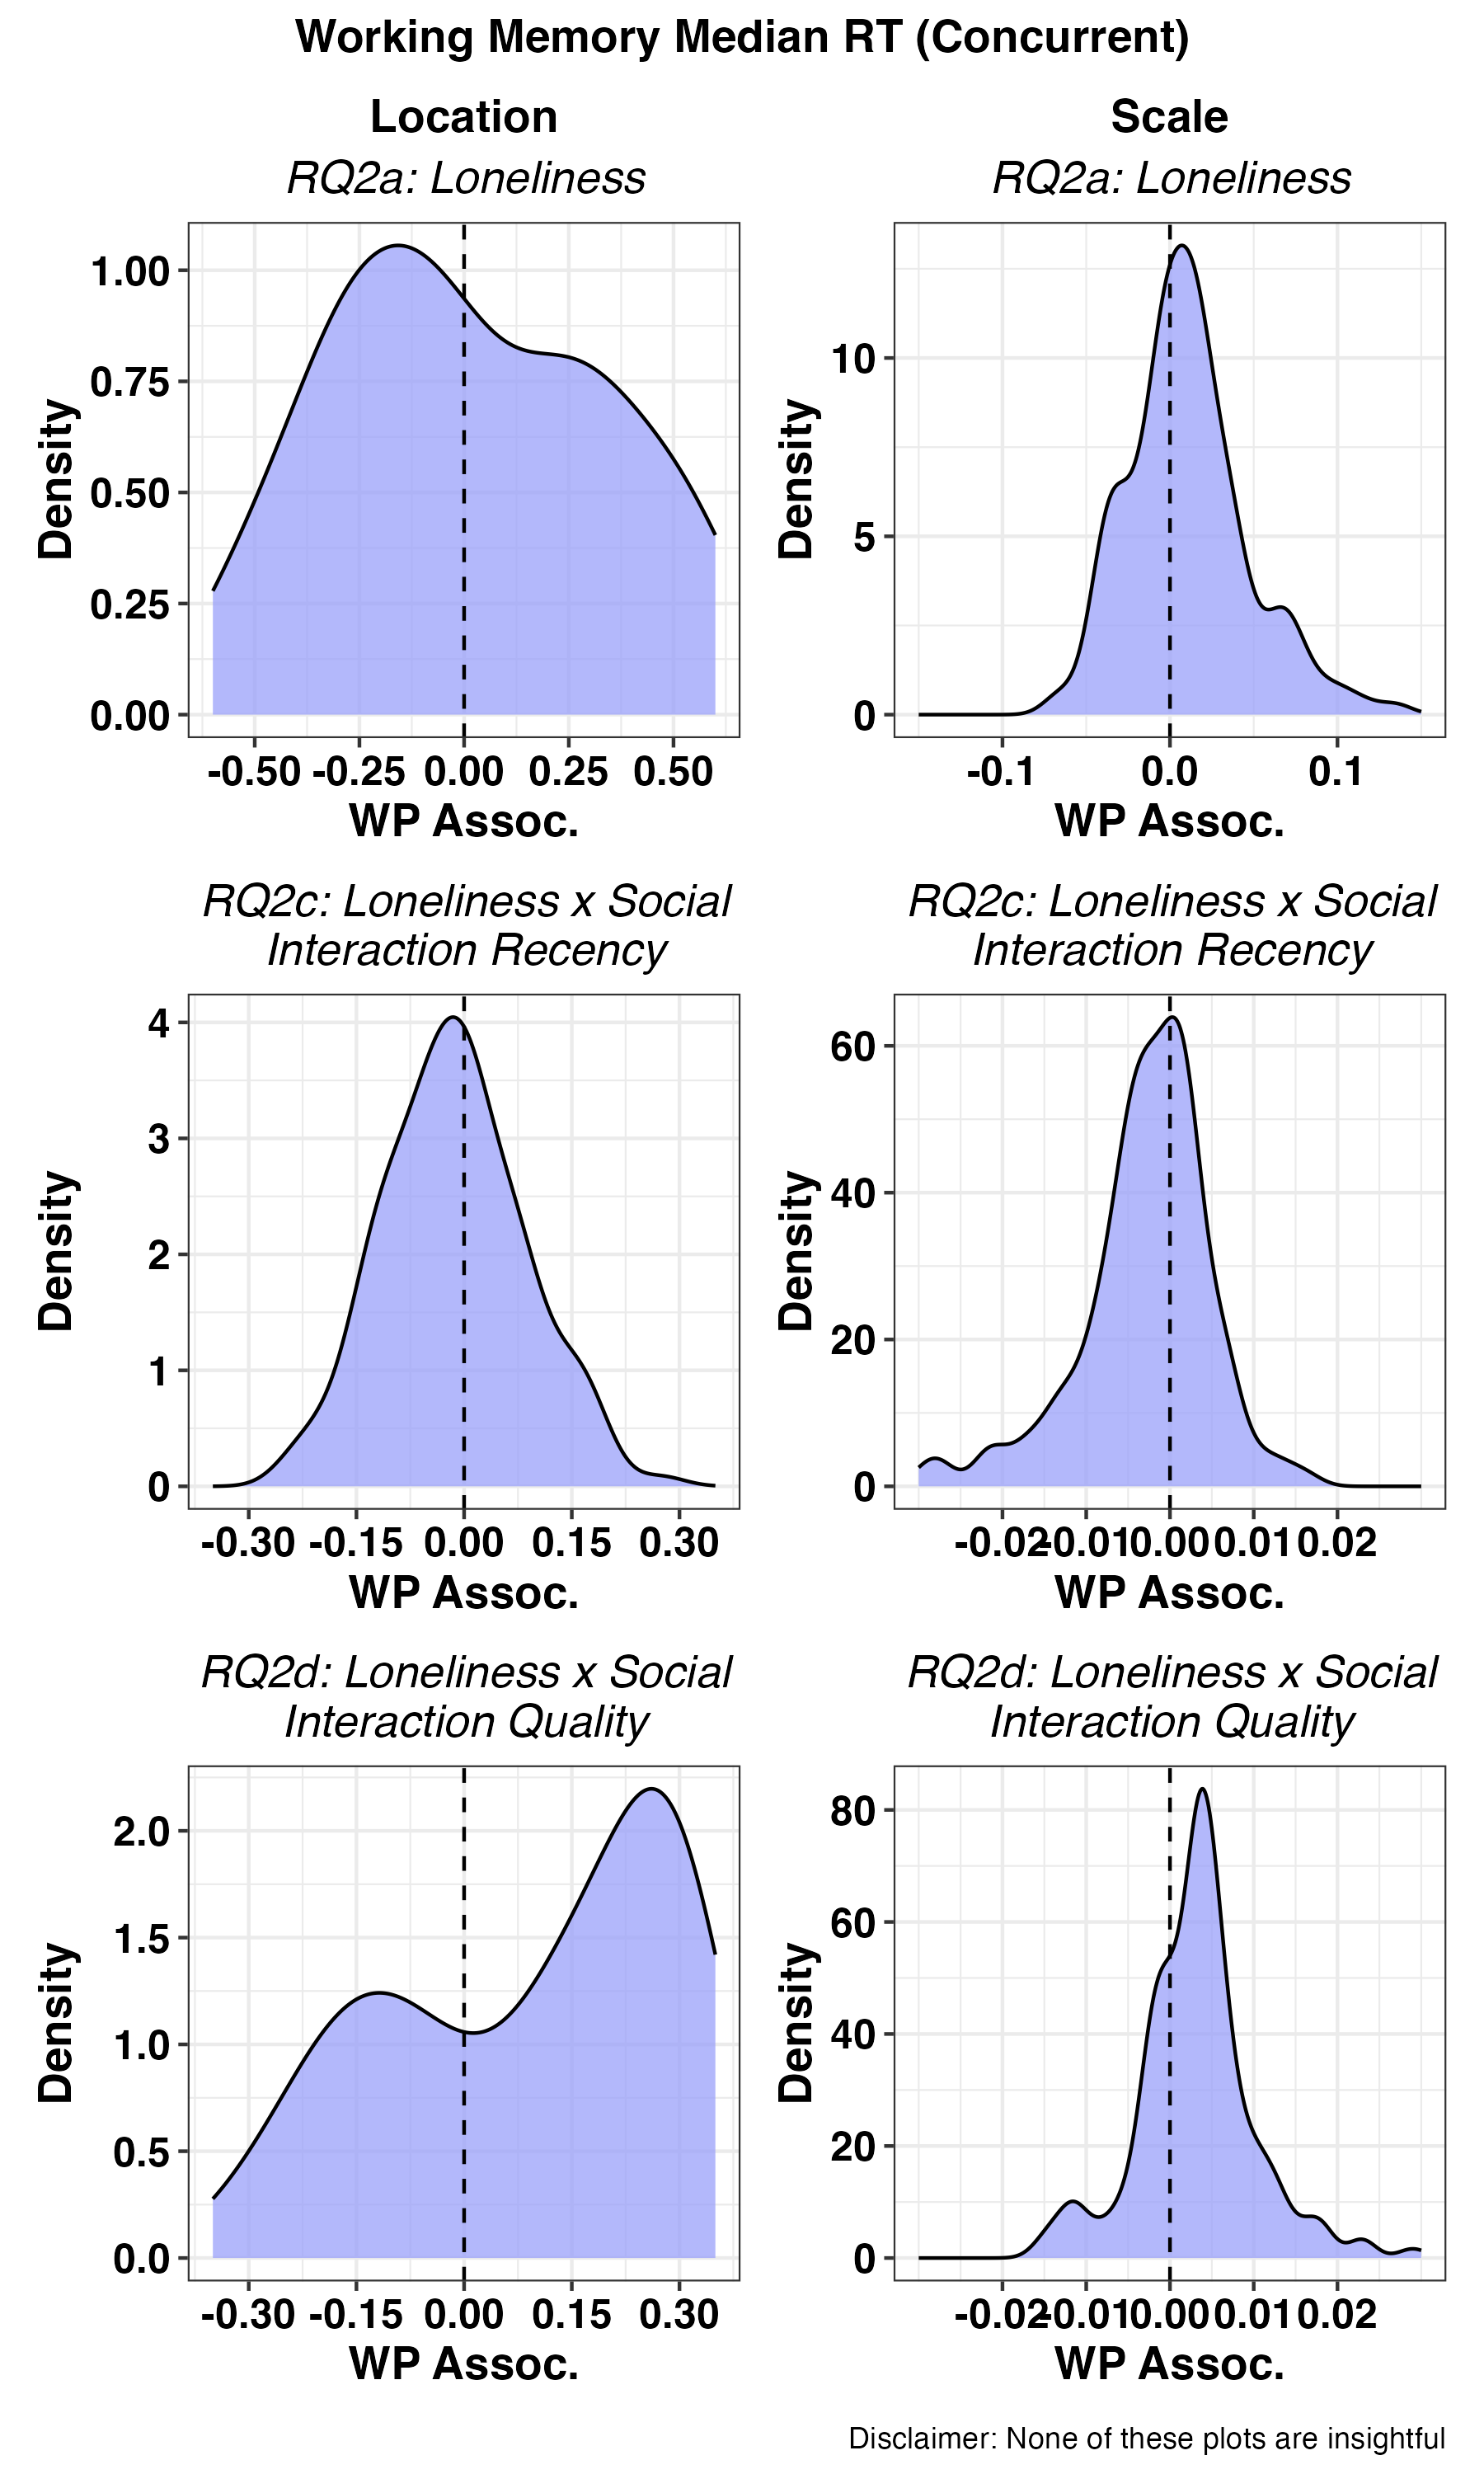 Working Memory Median RT (Concurrent)
Location
Scale
RQ2a: Loneliness
RQ2a: Loneliness
Density
1.00
0.75
0.50
0.25
0.00
-0.50 -0.25 0.00 0.25 0.50
WP Assoc.
Density
10
5
0
-0.1 0.0 0.1
WP Assoc.
RQ2c: Loneliness x Social
Interaction Recency
Density
4
3
2
1
0
-0.30 -0.15 0.00 0.15 0.30
WP Assoc.
RQ2c: Loneliness x Social
Interaction Recency
Density
60
40
20
0
-0.02 -0.01 0.00 0.01 0.02
WP Assoc.
RQ2d: Loneliness x Social
Interaction Quality
Density
2.0
1.5
1.0
0.5
0.0
-0.30 -0.15 0.00 0.15 0.30
WP Assoc.
RQ2d: Loneliness x Social
Interaction Quality
Density
80
60
40
20
0
-0.02 -0.01 0.00 0.01 0.02
WP Assoc.
Disclaimer: None of these plots are insightful